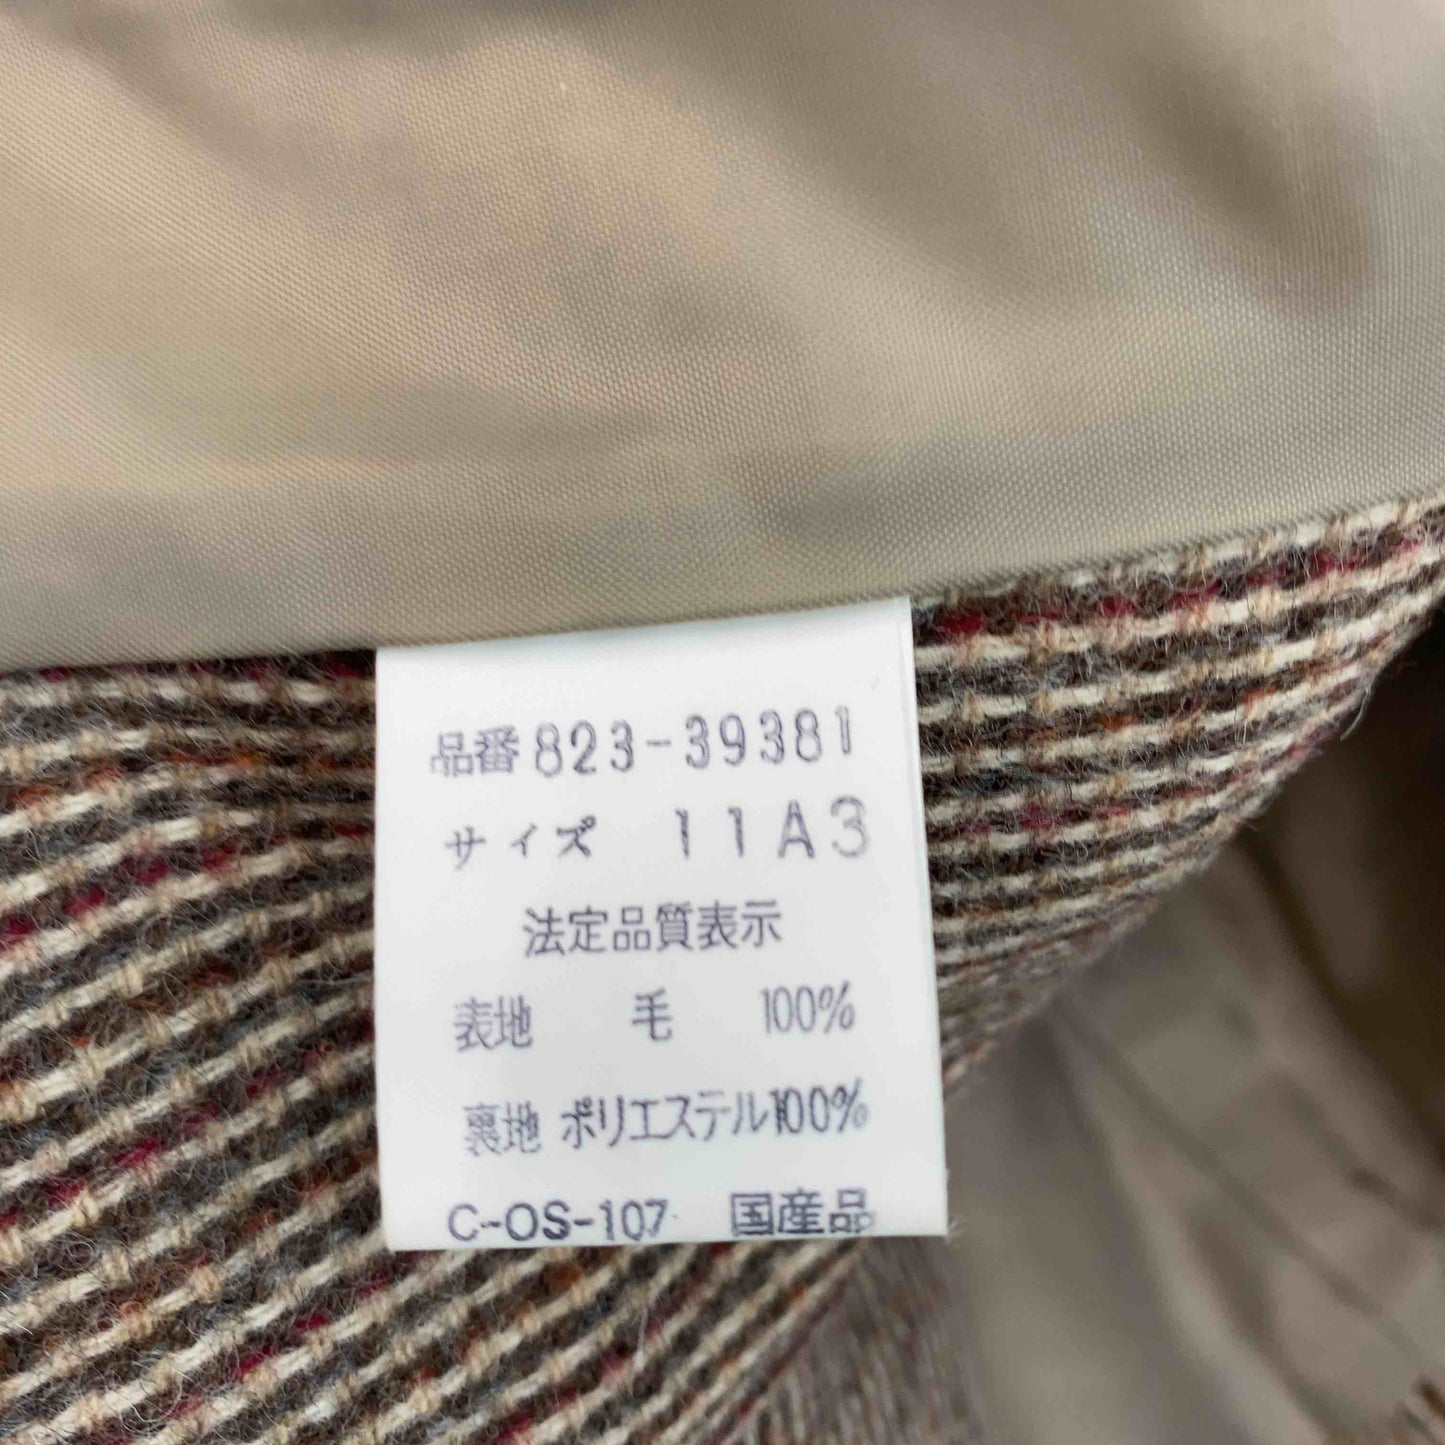 品番 823-39381
サイズ 11A3
法定品質表示
表地 毛 100%
裏地 ポリエステル100%
C-OS-107 国産品